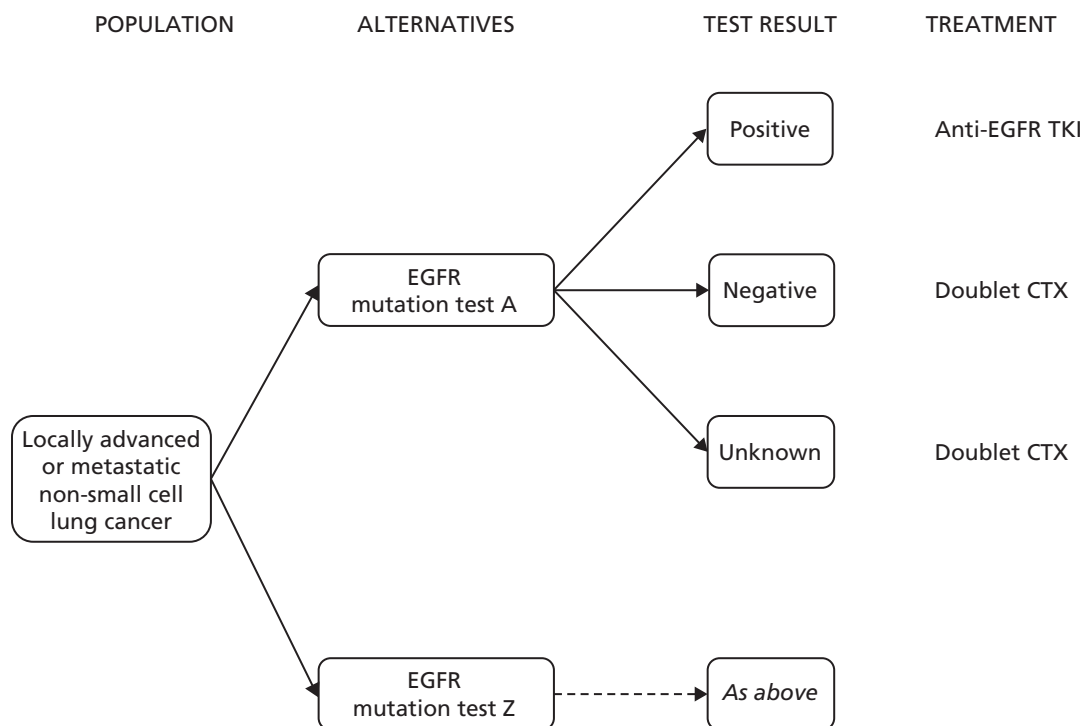 POPULATION
ALTERNATIVES
TEST RESULT
TREATMENT
Positive
Anti-EGFR TKI
EGFR
mutation test A
Negative
Doublet CTX
Unknown
Doublet CTX
Locally advanced
or metastatic
non-small cell
lung cancer
EGFR
mutation test Z
As above